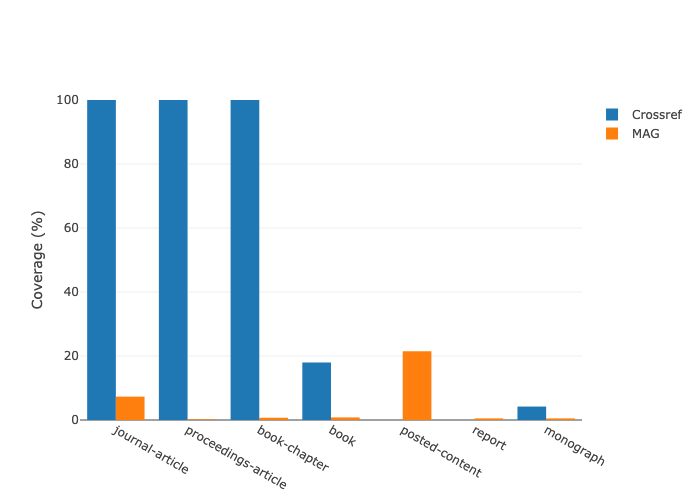 Crossref
MAG
Coverage (%)
100
80
60
40
20
0
journal-article
proceedings-article
book-chapter
book
posted-content
report
monograph